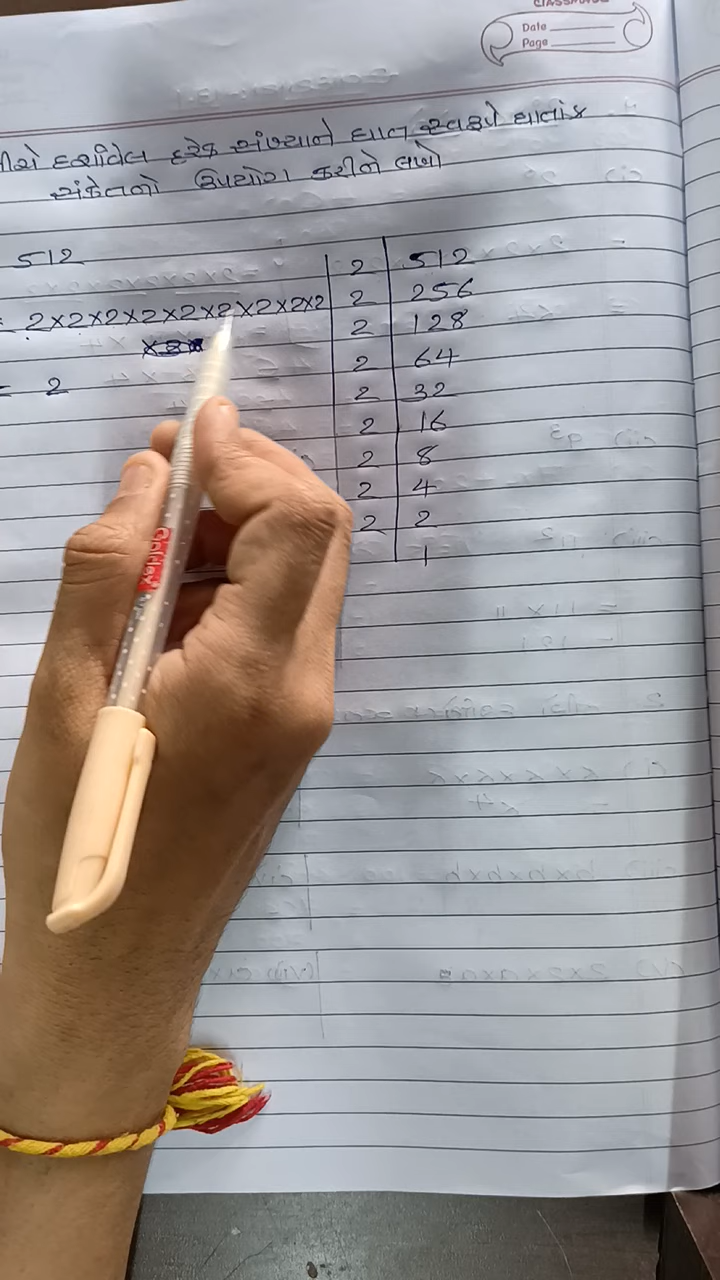 CLASSMATE
Date
Page
દર્શાવેલ દરેક સંખ્યાને ઘાત સ્વરૂપે ઘાતાંક
સંકેતનો ઉપયોગ કરીને લખો
512
= 2×2×2×2×2×2×2×2×2
= 2
2 | 512
2 | 256
2 | 128
2 | 64
2 | 32
2 | 16
2 | 8
2 | 4
2 | 2
| 1